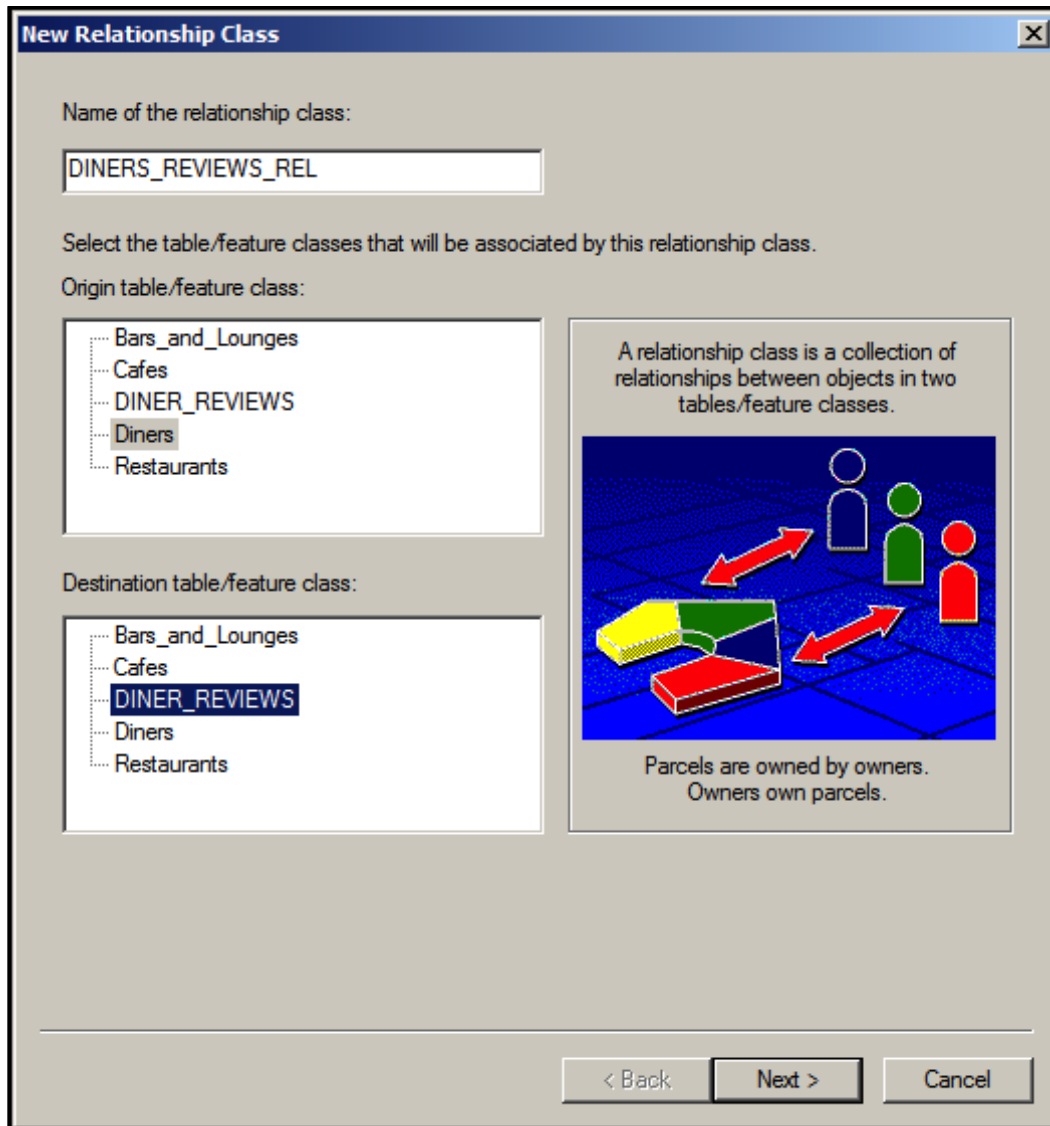 New Relationship Class
Name of the relationship class:
DINERS_REVIEWS_REL
Select the table/feature classes that will be associated by this relationship class.
Origin table/feature class:
Bars_and_Lounges
Cafes
DINER_REVIEWS
Diners
Restaurants
A relationship class is a collection of
relationships between objects in two
tables/feature classes.
Destination table/feature class:
Bars_and_Lounges
Cafes
DINER_REVIEWS
Diners
Restaurants
Parcels are owned by owners.
Owners own parcels.
< Back
Next >
Cancel